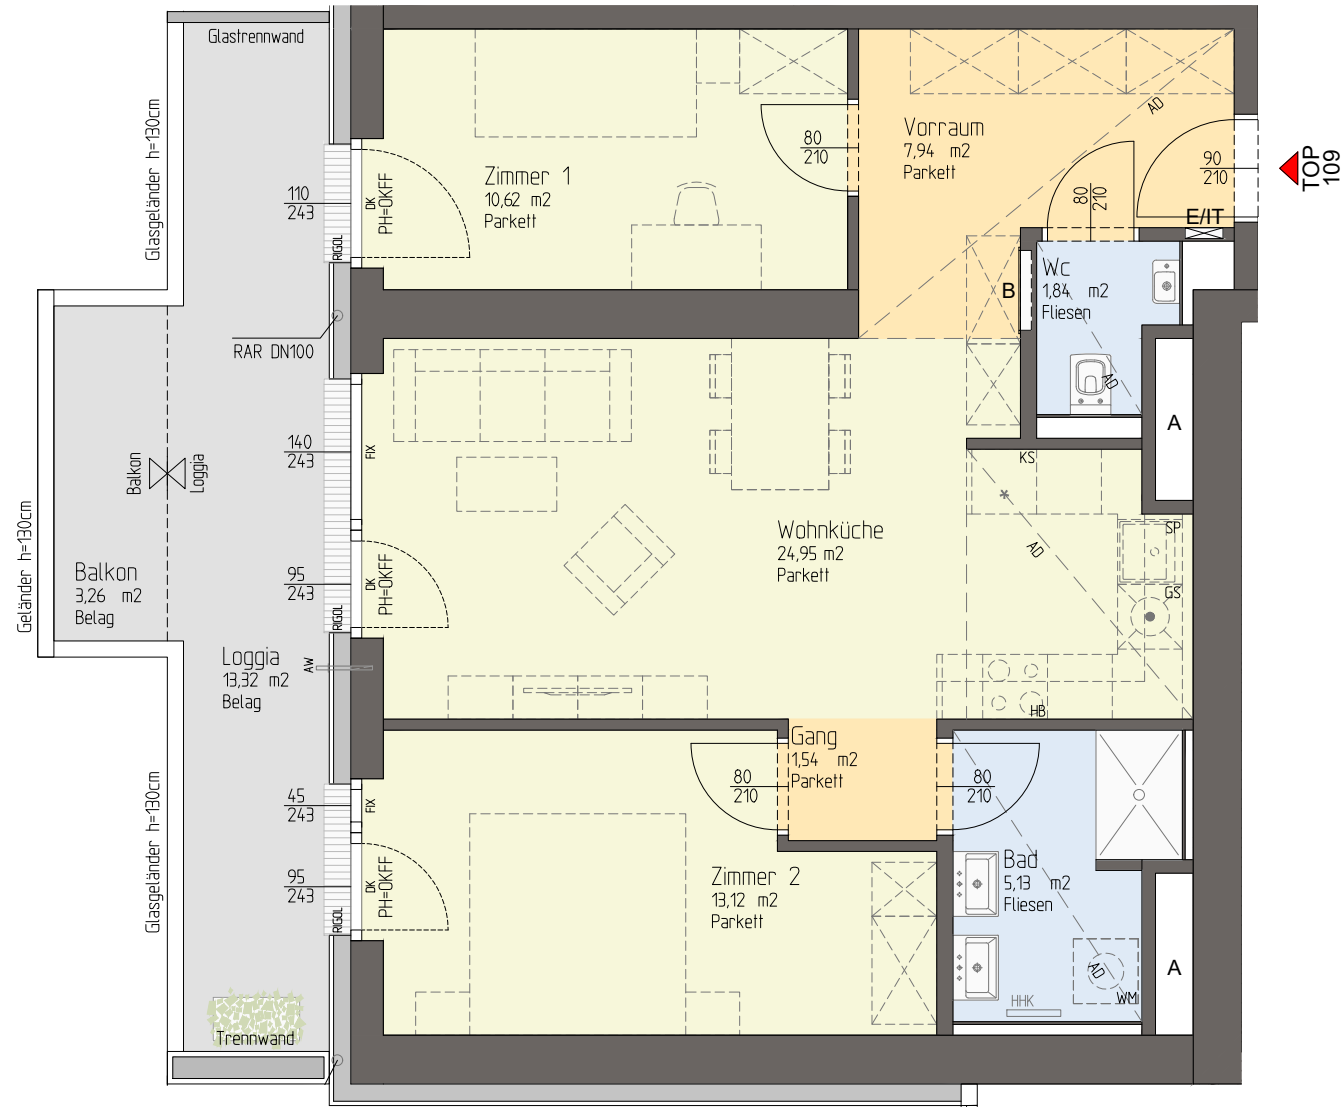 Glastrennwand
Glasgeländer h=130cm
110
243
DK
PH=OKFF
RIGOL
Zimmer 1
10,62 m2
Parkett
80
210
Vorraum
7,94 m2
Parkett
AD
80
210
90
210
TOP
109
E/IT
B
Wc
1,84 m2
Fliesen
AD
A
RAR DN100
140
243
FIX
Balkon
Loggia
Geländer h=130cm
Balkon
3,26 m2
Belag
95
243
DK
PH=OKFF
RIGOL
Wohnküche
24,95 m2
Parkett
KS
*
AD
SP
GS
HB
Loggia
13,32 m2
Belag
AW
Glasgeländer h=130cm
45
243
FIX
95
243
DK
PH=OKFF
RIGOL
Gang
1,54 m2
Parkett
80
210
80
210
Zimmer 2
13,12 m2
Parkett
Bad
5,13 m2
Fliesen
AD
WM
HHK
A
Trennwand